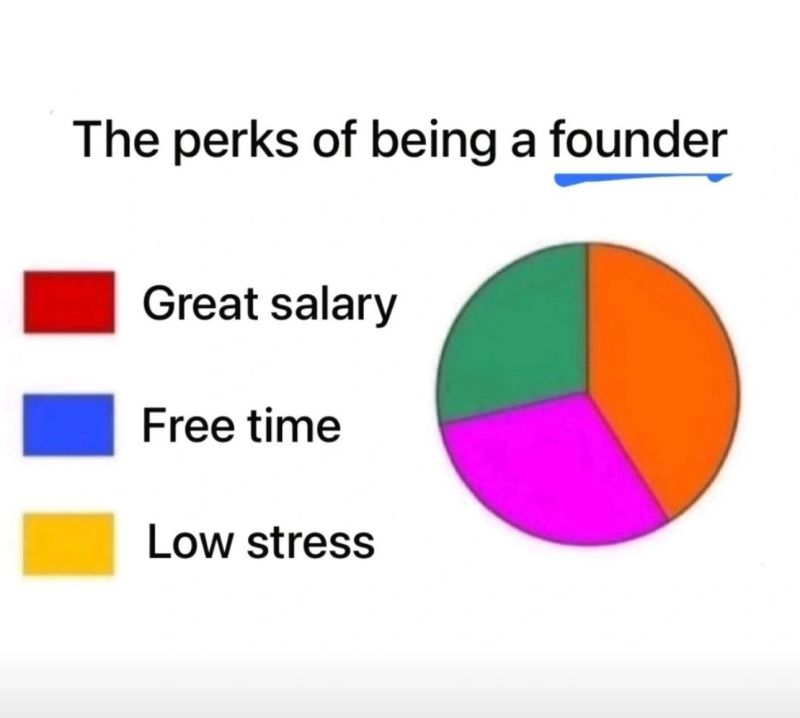 The perks of being a founder
Great salary
Free time
Low stress